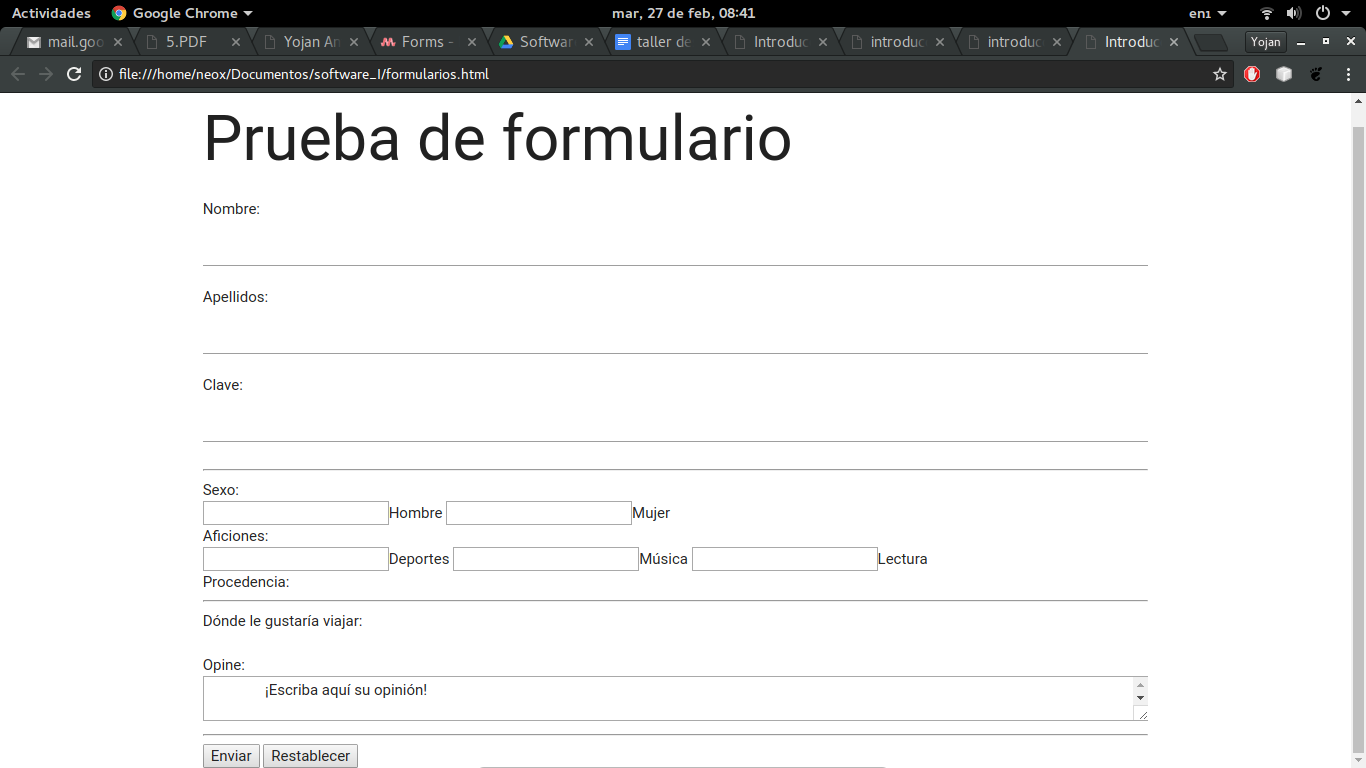 Actividades Google Chrome mar, 27 de feb, 08:41 en1
mail.goo 5.PDF Yojan An Forms - Softwar taller de Introduc introduc introduc Introduc Yojan
file:///home/neox/Documentos/software_I/formularios.html
Prueba de formulario
Nombre:
Apellidos:
Clave:
Sexo:
Hombre Mujer
Aficiones:
Deportes Música Lectura
Procedencia:
Dónde le gustaría viajar:
Opine:
¡Escriba aquí su opinión!
Enviar Restablecer